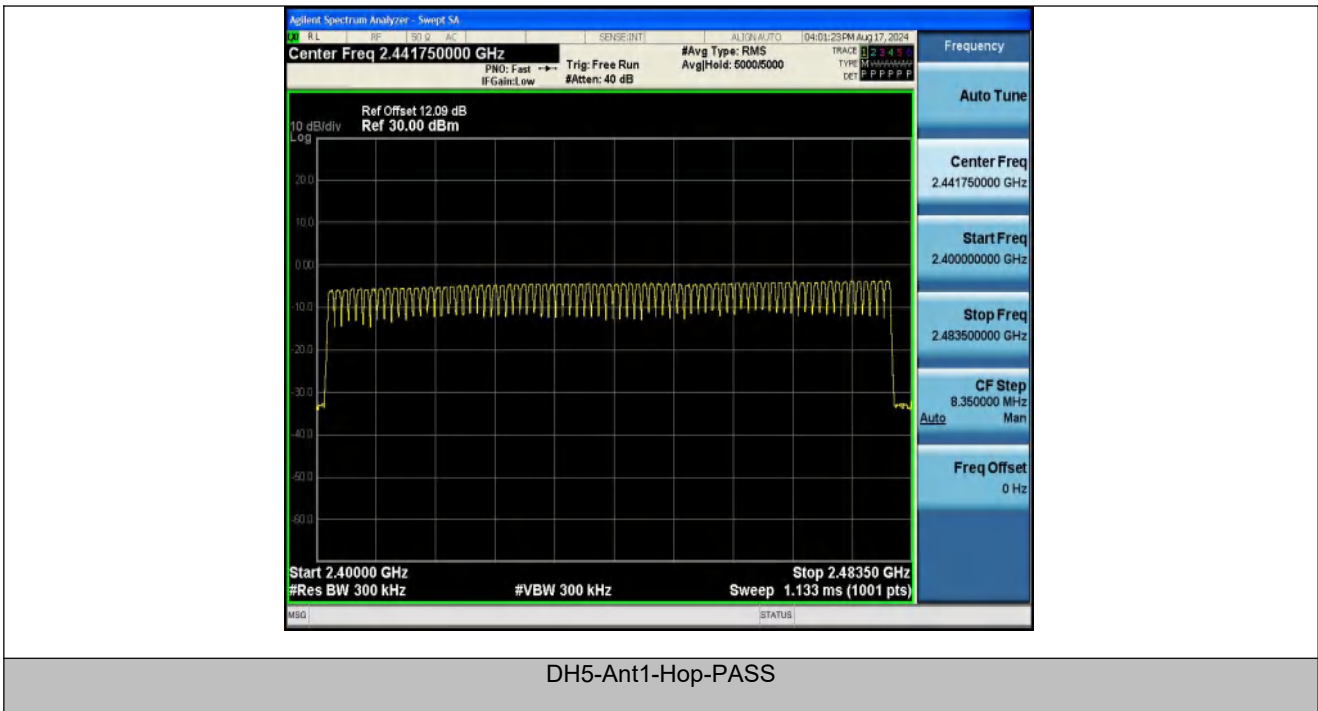 Agilent Spectrum Analyzer - Swept SA
RL RF 50 Ω AC SENSE:INT ALIGN AUTO 04:01:23PM Aug 17, 2024
Center Freq 2.441750000 GHz
PNO: Fast
IFGain:Low
Trig: Free Run
#Atten: 40 dB
#Avg Type: RMS
Avg|Hold: 5000/5000
TRACE 1 2 3 4 5 6
TYPE M
DET P P P P P P
Ref Offset 12.09 dB
10 dB/div Ref 30.00 dBm
Log
20.0
10.0
0.00
-10.0
-20.0
-30.0
-40.0
-50.0
-60.0
Start 2.40000 GHz Stop 2.48350 GHz
#Res BW 300 kHz #VBW 300 kHz Sweep 1.133 ms (1001 pts)
MSG STATUS
Frequency
Auto Tune
Center Freq
2.441750000 GHz
Start Freq
2.400000000 GHz
Stop Freq
2.483500000 GHz
CF Step
8.350000 MHz
Auto Man
Freq Offset
0 Hz
DH5-Ant1-Hop-PASS